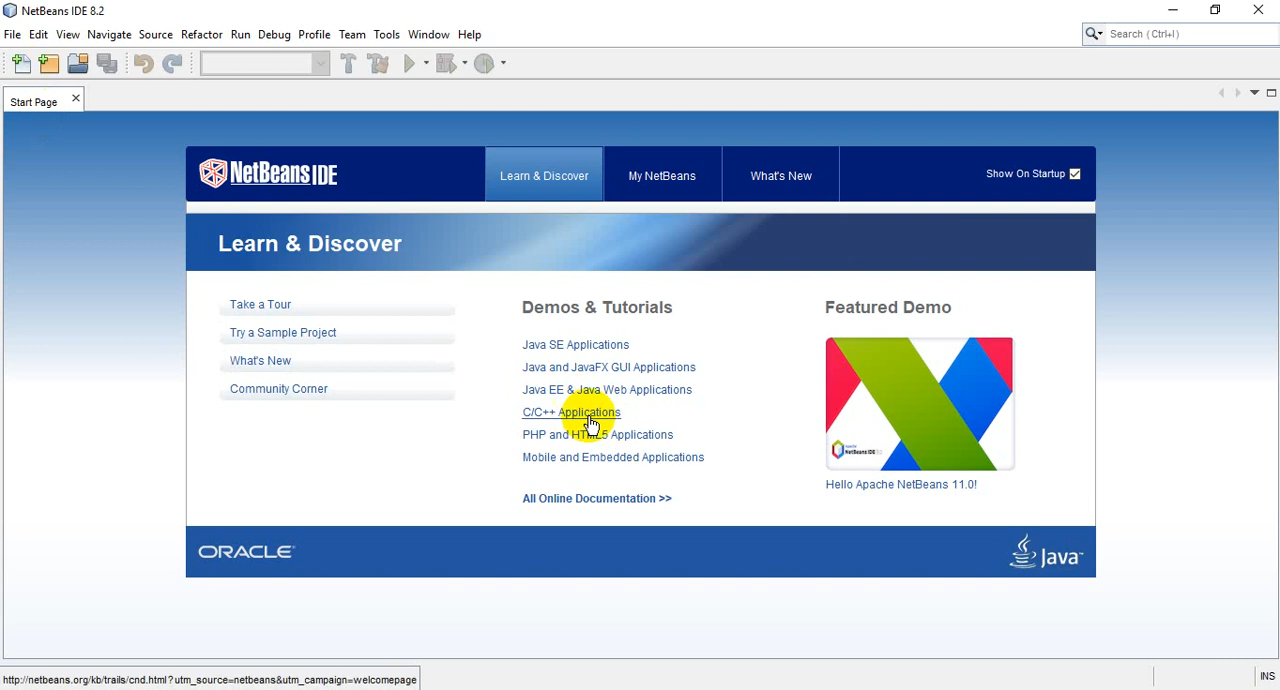 NetBeans IDE 8.2
File Edit View Navigate Source Refactor Run Debug Profile Team Tools Window Help
Search (Ctrl+I)
Start Page
NetBeans IDE
Learn & Discover
My NetBeans
What's New
Show On Startup
Learn & Discover
Take a Tour
Try a Sample Project
What's New
Community Corner
Demos & Tutorials
Java SE Applications
Java and JavaFX GUI Applications
Java EE & Java Web Applications
C/C++ Applications
PHP and HTML5 Applications
Mobile and Embedded Applications
All Online Documentation >>
Featured Demo
Apache
NetBeans IDE
Hello Apache NetBeans 11.0!
ORACLE
Java
http://netbeans.org/kb/trails/cnd.html?utm_source=netbeans&utm_campaign=welcomepage
INS